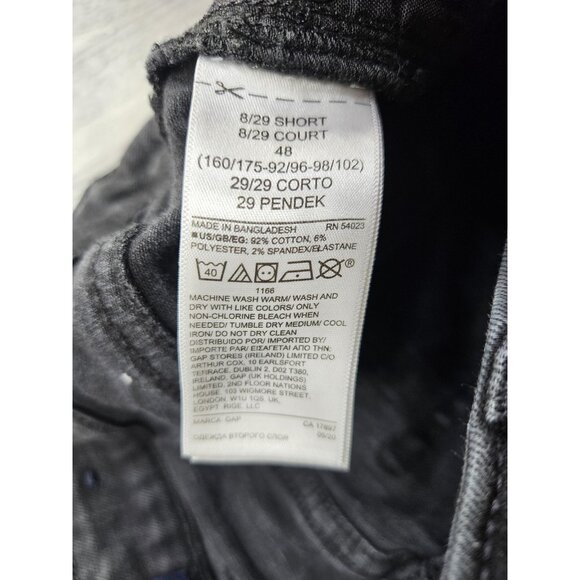 8/29 SHORT
8/29 COURT
48
(160/175-92/96-98/102)
29/29 CORTO
29 PENDEK
MADE IN BANGLADESH RN 54023
*US/GB/EG: 92% COTTON, 6%
POLYESTER, 2% SPANDEX/ELASTANE
40
®
1166
MACHINE WASH WARM/ WASH AND
DRY WITH LIKE COLORS/ ONLY
NON-CHLORINE BLEACH WHEN
NEEDED/ TUMBLE DRY MEDIUM/ COOL
IRON/ DO NOT DRY CLEAN
DISTRIBUIDO POR/ IMPORTED BY/
IMPORTE PAR/ ΕΙΣΑΓΕΤΑΙ ΑΠΟ ΤΗΝ:
GAP STORES (IRELAND) LIMITED C/O
ARTHUR COX, 10 EARLSFORT
TERRACE, DUBLIN 2, D02 T380,
IRELAND, GAP (UK HOLDINGS)
LIMITED, 2ND FLOOR NATIONS
HOUSE, 103 WIGMORE STREET,
LONDON, W1U 1QS, UK,
EGYPT RIGE, LLC
MARCA: GAP CA 17897
ОДЕЖДА ВТОРОГО СЛОЯ 09/20